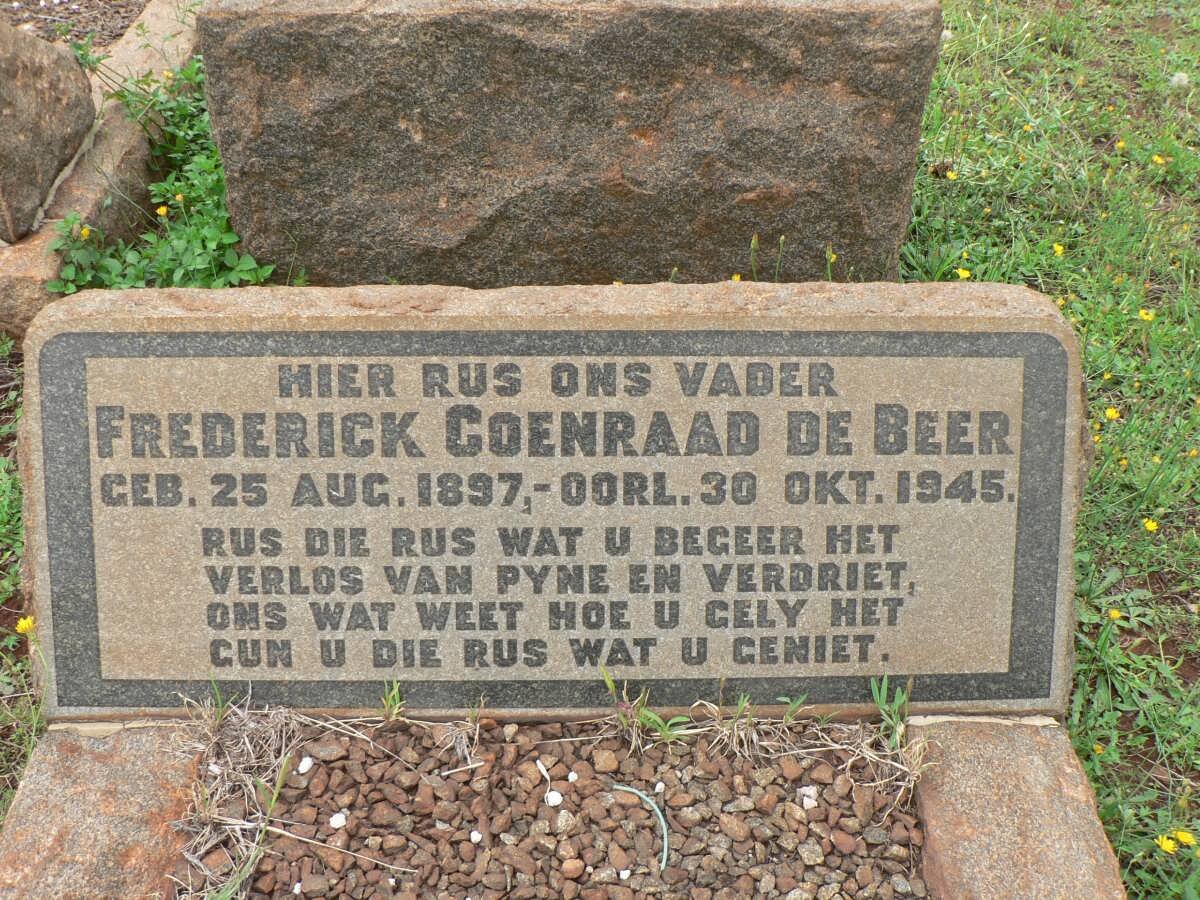 HIER RUS ONS VADER
FREDERICK COENRAAD DE BEER
GEB. 25 AUG. 1897,-OORL. 30 OKT. 1945.
RUS DIE RUS WAT U BEGEER HET
VERLOS VAN PYNE EN VERDRIET,
ONS WAT WEET HOE U GELY HET
GUN U DIE RUS WAT U GENIET.